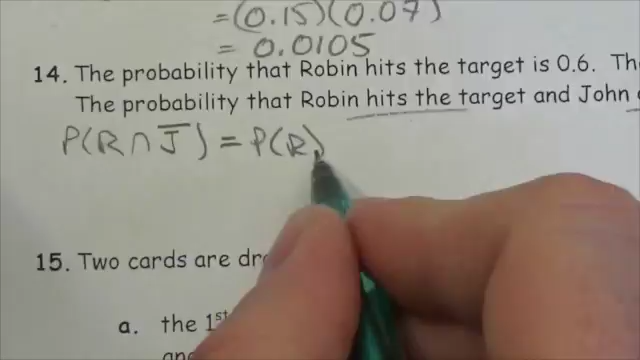 = (0.15)(0.07)
= 0.0105
14. The probability that Robin hits the target is 0.6. Th
The probability that Robin hits the target and John
P(R ∩ J̅) = P(R)
15. Two cards are dr
a. the 1st